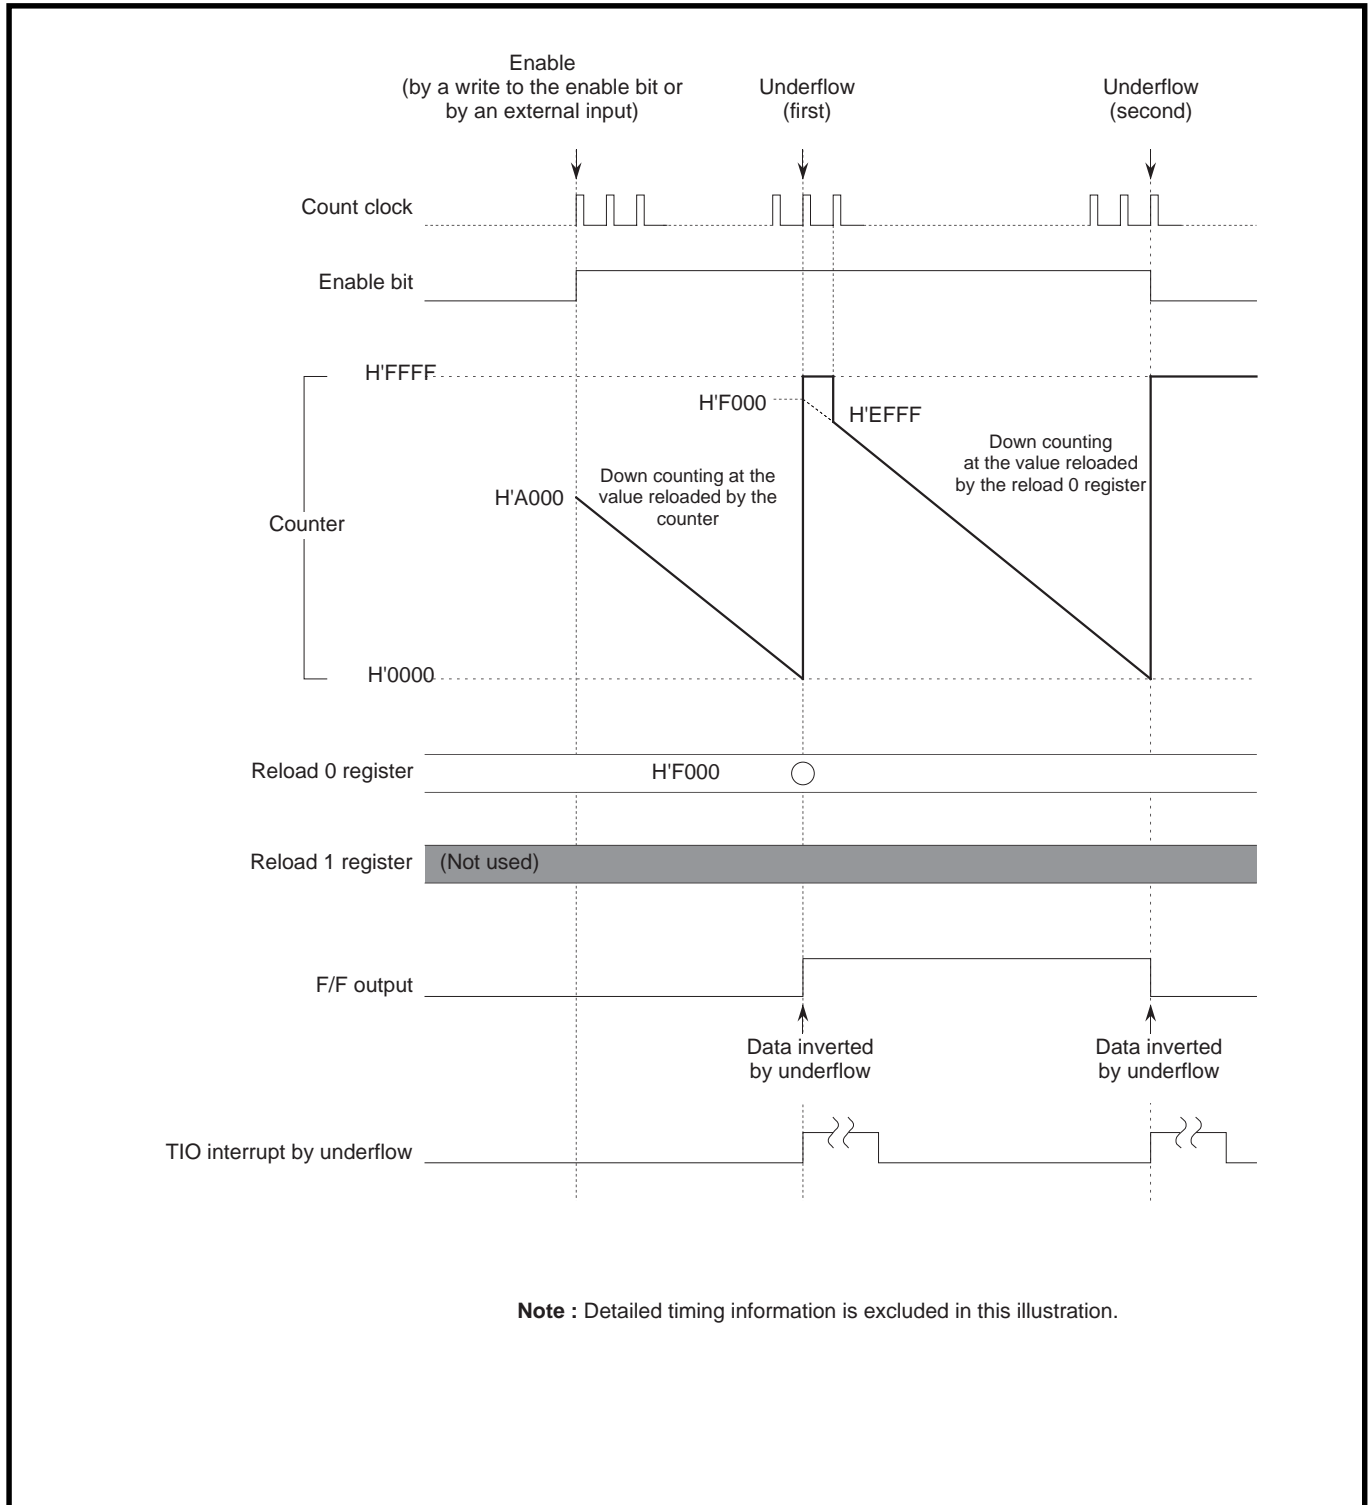 Enable
(by a write to the enable bit or
by an external input)
Underflow
(first)
Underflow
(second)
Count clock
Enable bit
H'FFFF
H'F000
H'EFFF
Down counting
at the value reloaded
by the reload 0 register
Down counting at the
value reloaded by the
counter
H'A000
Counter
H'0000
Reload 0 register
H'F000
Reload 1 register
(Not used)
F/F output
Data inverted
by underflow
Data inverted
by underflow
TIO interrupt by underflow
Note : Detailed timing information is excluded in this illustration.